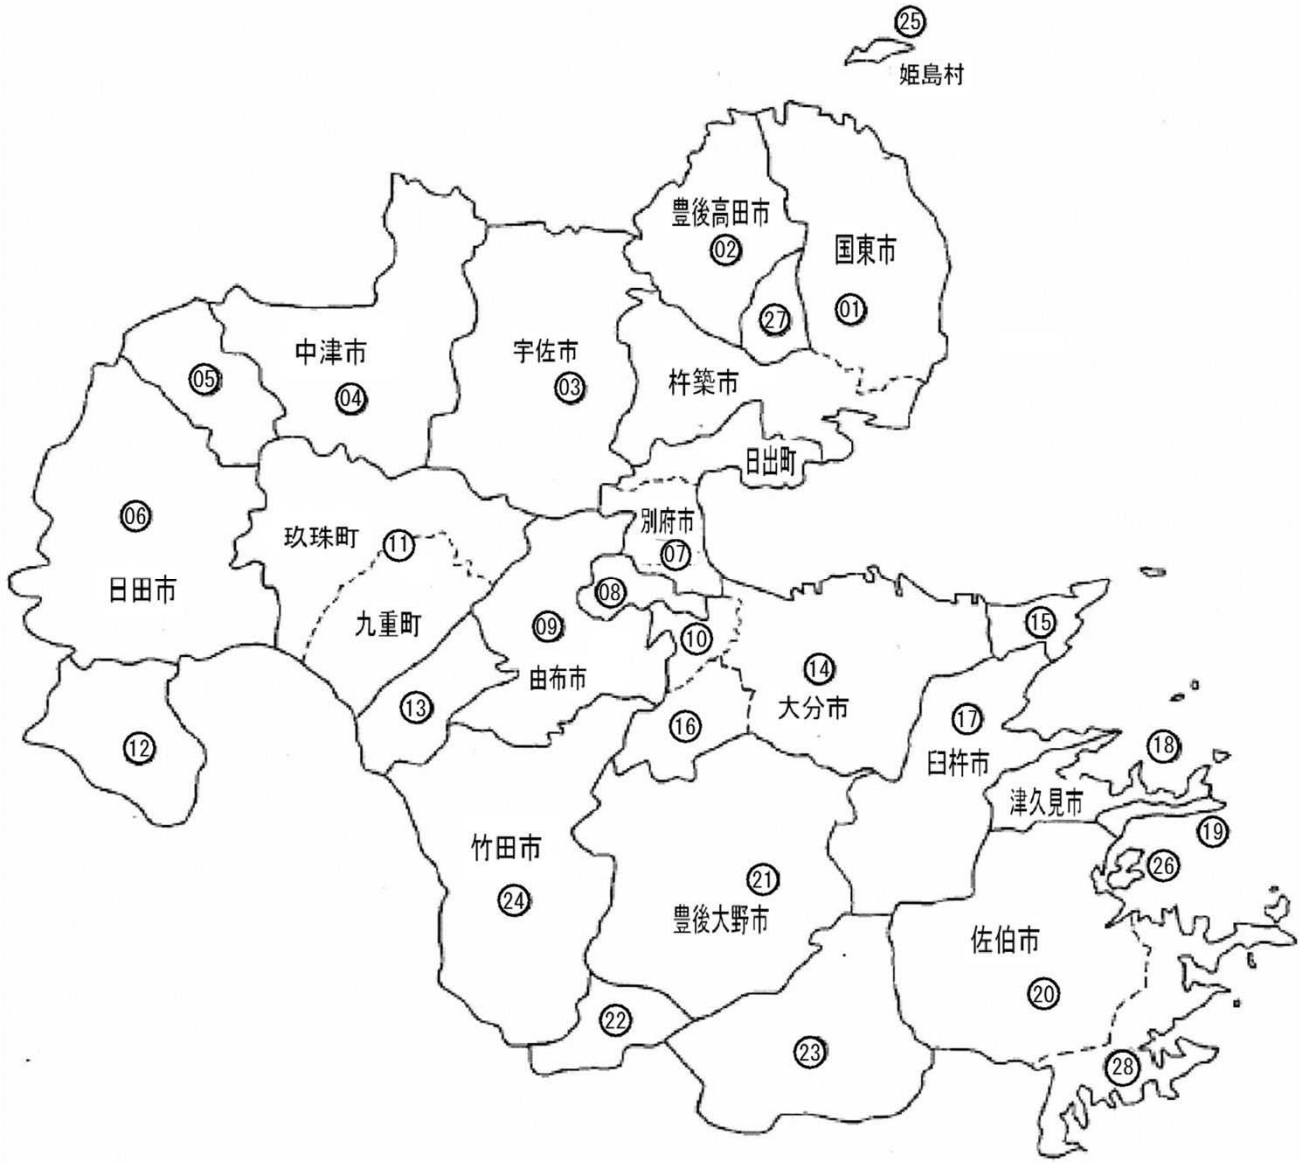 ㉕
姫島村
豊後高田市
02
国東市
01
27
中津市
04
宇佐市
03
杵築市
05
日出町
06
日田市
玖珠町
11
別府市
07
九重町
08
09
由布市
10
14
大分市
15
13
16
17
臼杵市
12
18
津久見市
19
竹田市
24
21
豊後大野市
26
佐伯市
20
22
23
28